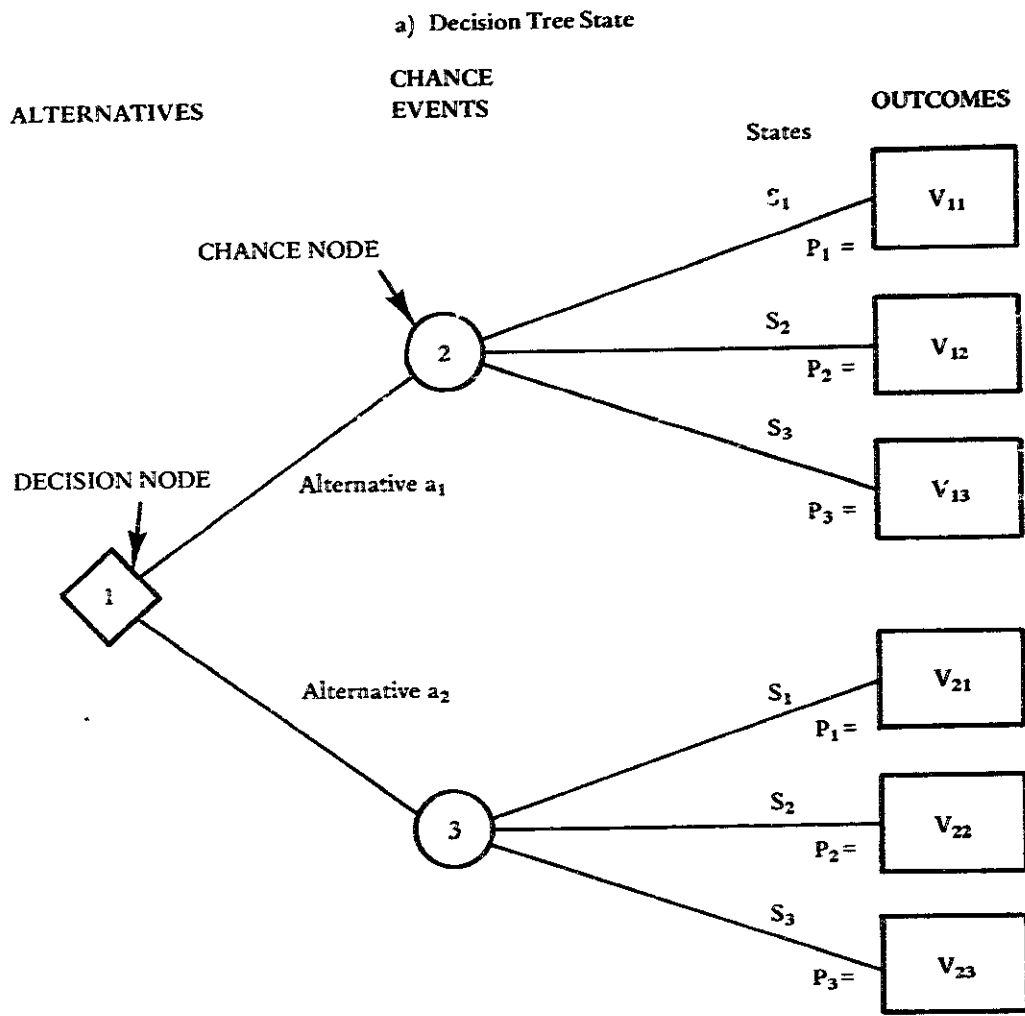 a) Decision Tree State
CHANCE
EVENTS
ALTERNATIVES
OUTCOMES
States
S₁
V₁₁
P₁ =
CHANCE NODE
S₂
V₁₂
2
P₂ =
S₃
DECISION NODE
Alternative a₁
V₁₃
P₃ =
1
Alternative a₂
S₁
V₂₁
P₁ =
S₂
V₂₂
3
P₂ =
S₃
V₂₃
P₃ =